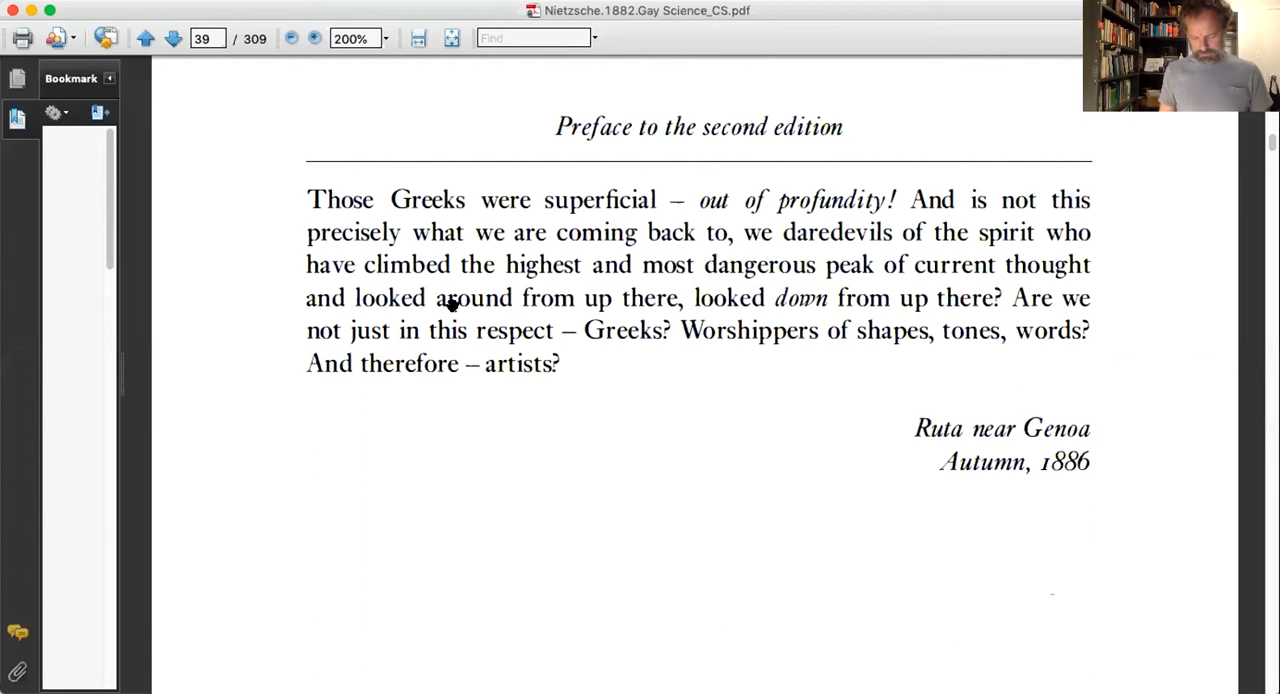 Nietzsche.1882.Gay Science_CS.pdf
39 / 309 200% Find
Bookmark
Preface to the second edition
Those Greeks were superficial – out of profundity! And is not this
precisely what we are coming back to, we daredevils of the spirit who
have climbed the highest and most dangerous peak of current thought
and looked around from up there, looked down from up there? Are we
not just in this respect – Greeks? Worshippers of shapes, tones, words?
And therefore – artists?
Ruta near Genoa
Autumn, 1886